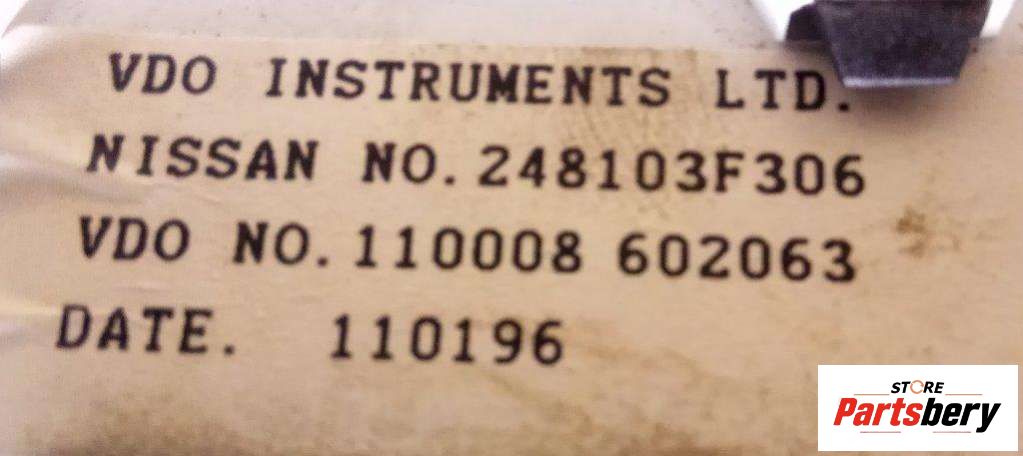 VDO INSTRUMENTS LTD.
NISSAN NO.248103F306
VDO NO.110008 602063
DATE. 110196
STORE
Partsbery